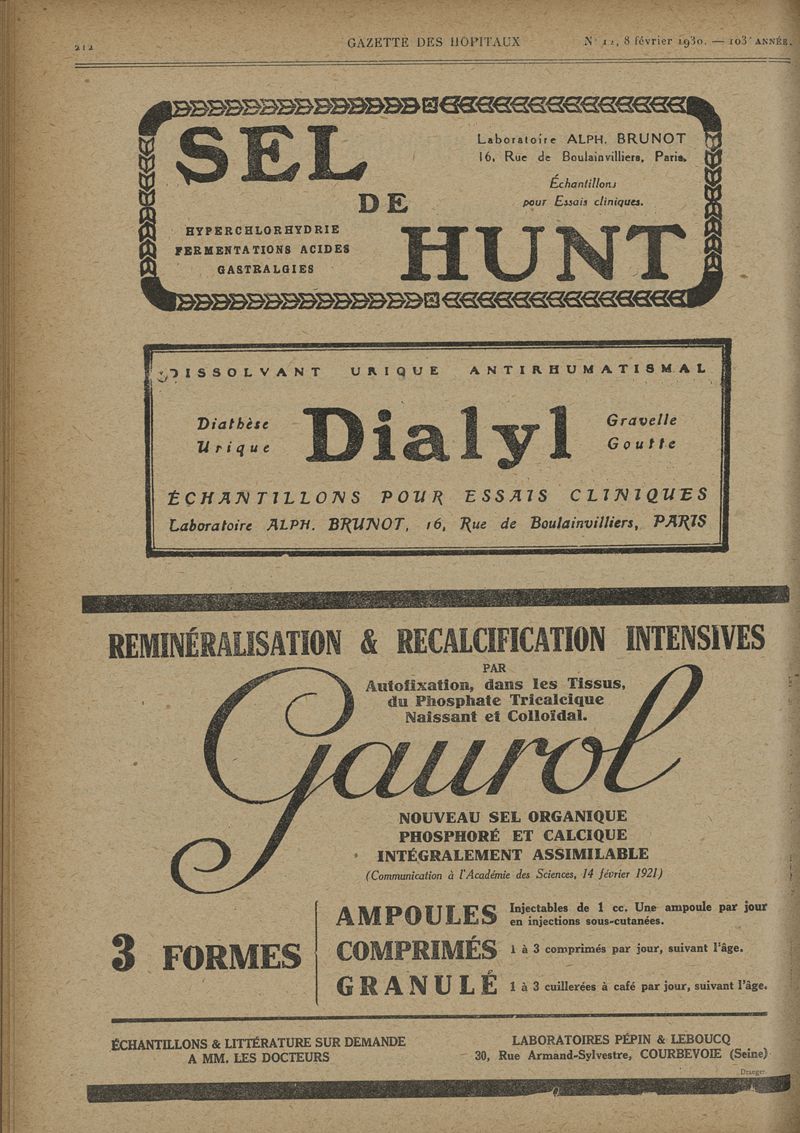 212
GAZETTE DES HOPITAUX
N° 11, 8 février 1930. — 103e ANNÉE.
SEL
DE
HUNT
Laboratoire ALPH. BRUNOT
16, Rue de Boulainvilliers, Paris.
Échantillons
pour Essais cliniques.
HYPERCHLORHYDRIE
FERMENTATIONS ACIDES
GASTRALGIES
DISSOLVANT URIQUE ANTIRHUMATISMAL
Diathèse
Urique
Dialyl
Gravelle
Goutte
ÉCHANTILLONS POUR ESSAIS CLINIQUES
Laboratoire ALPH. BRUNOT, 16, Rue de Boulainvilliers, PARIS
REMINÉRALISATION & RECALCIFICATION INTENSIVES
PAR
Autofixation, dans les Tissus,
du Phosphate Tricalcique
Naissant et Colloïdal.
Gaurol
NOUVEAU SEL ORGANIQUE
PHOSPHORÉ ET CALCIQUE
INTÉGRALEMENT ASSIMILABLE
(Communication à l'Académie des Sciences, 14 février 1921)
3 FORMES
AMPOULES
Injectables de 1 cc. Une ampoule par jour
en injections sous-cutanées.
COMPRIMÉS
1 à 3 comprimés par jour, suivant l'âge.
GRANULÉ
1 à 3 cuillerées à café par jour, suivant l'âge.
ÉCHANTILLONS & LITTÉRATURE SUR DEMANDE
A MM. LES DOCTEURS
LABORATOIRES PÉPIN & LEBOUCQ
30, Rue Armand-Sylvestre, COURBEVOIE (Seine)
Draeger